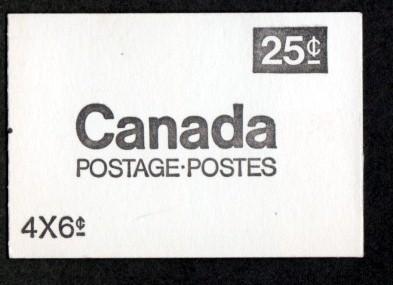 25¢
Canada
POSTAGE·POSTES
4X6¢